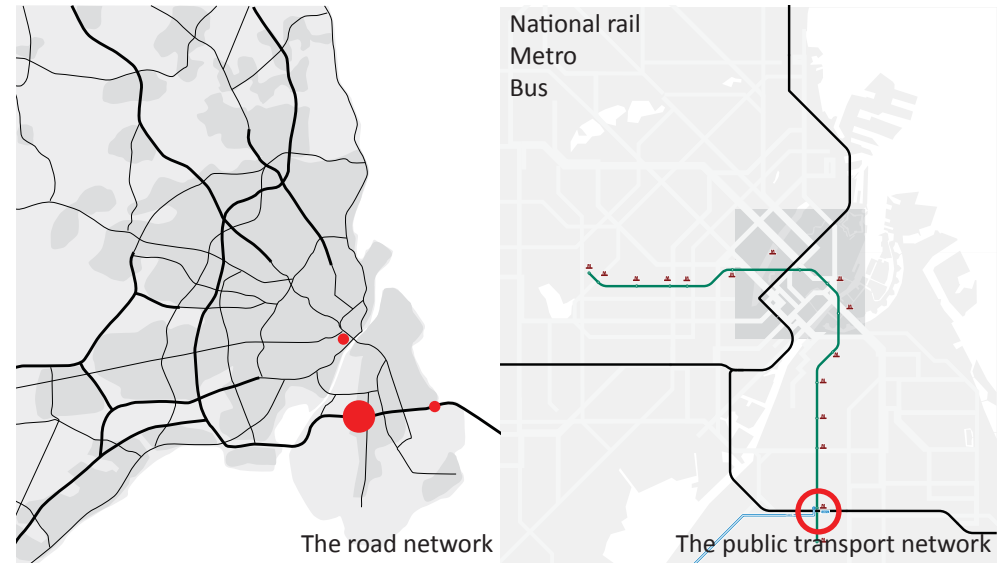 National rail
Metro
Bus
The road network
The public transport network